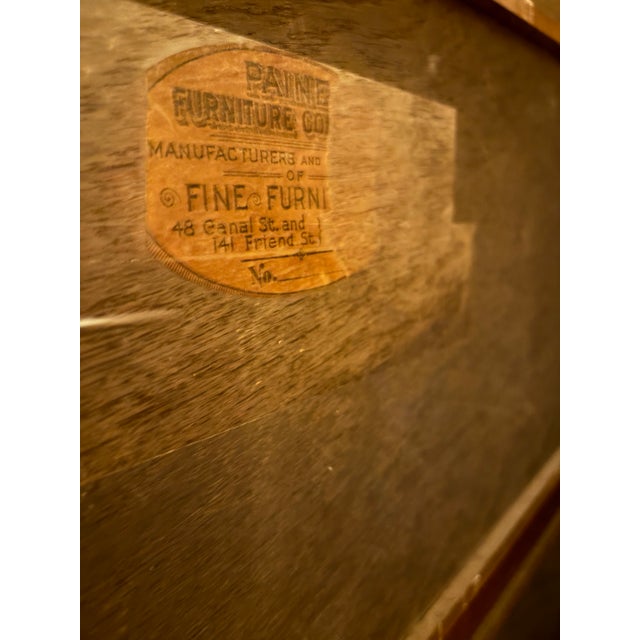 PAINE
FURNITURE CO
MANUFACTURERS AND
OF
FINE FURNI
48 Canal St. and
141 Friend St.
No.